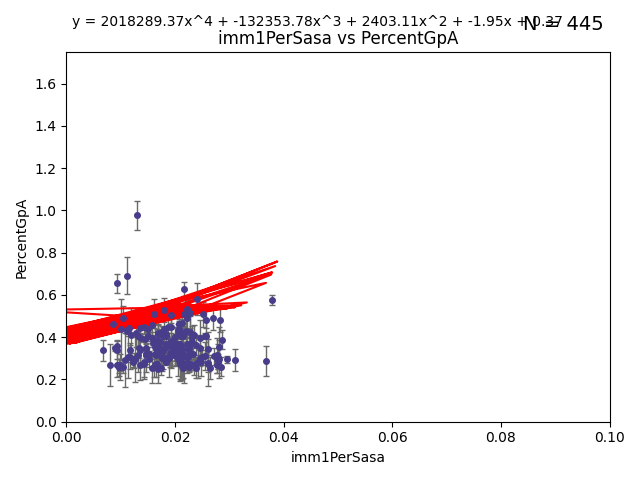 y = 2018289.37x^4 + -132353.78x^3 + 2403.11x^2 + -1.95x + 0.37
N = 445
imm1PerSasa vs PercentGpA
1.6
1.4
1.2
1.0
0.8
0.6
0.4
0.2
0.0
PercentGpA
0.00 0.02 0.04 0.06 0.08 0.10
imm1PerSasa